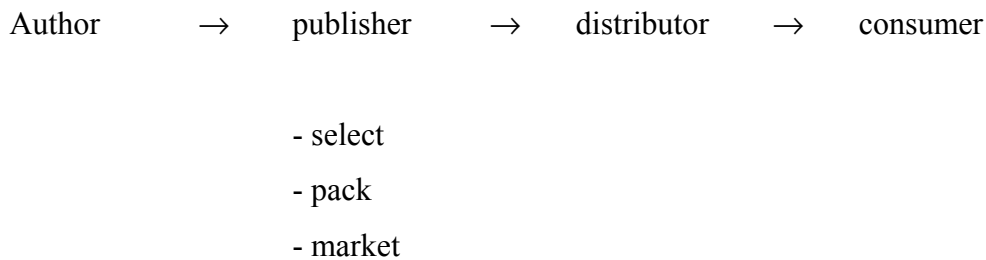 Author → publisher → distributor → consumer
- select
- pack
- market